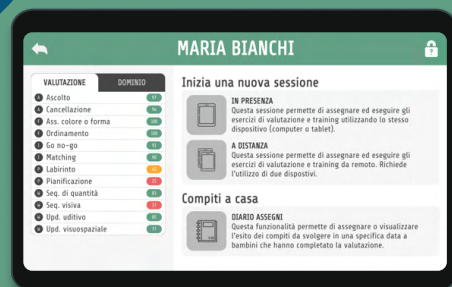 MARIA BIANCHI
?
VALUTAZIONE
DOMINIO
Ascolto
Cancellazione
Ass. colore o forma
Ordinamento
Go no-go
Matching
Labirinto
Pianificazione
Seq. di quantità
Seq. visiva
Upd. uditivo
Upd. visuospaziale
Inizia una nuova sessione
IN PRESENZA
Questa sessione permette di assegnare ed eseguire gli
esercizi di valutazione e training utilizzando lo stesso
dispositivo (computer o tablet).
A DISTANZA
Questa sessione permette di assegnare ed eseguire gli
esercizi di valutazione e training da remoto. Richiede
l'utilizzo di due dispostivi.
Compiti a casa
DIARIO ASSEGNI
Questa funzionalità permette di assegnare o visualizzare
l'esito dei compiti da svolgere in una specifica data a
bambini che hanno completato la valutazione.